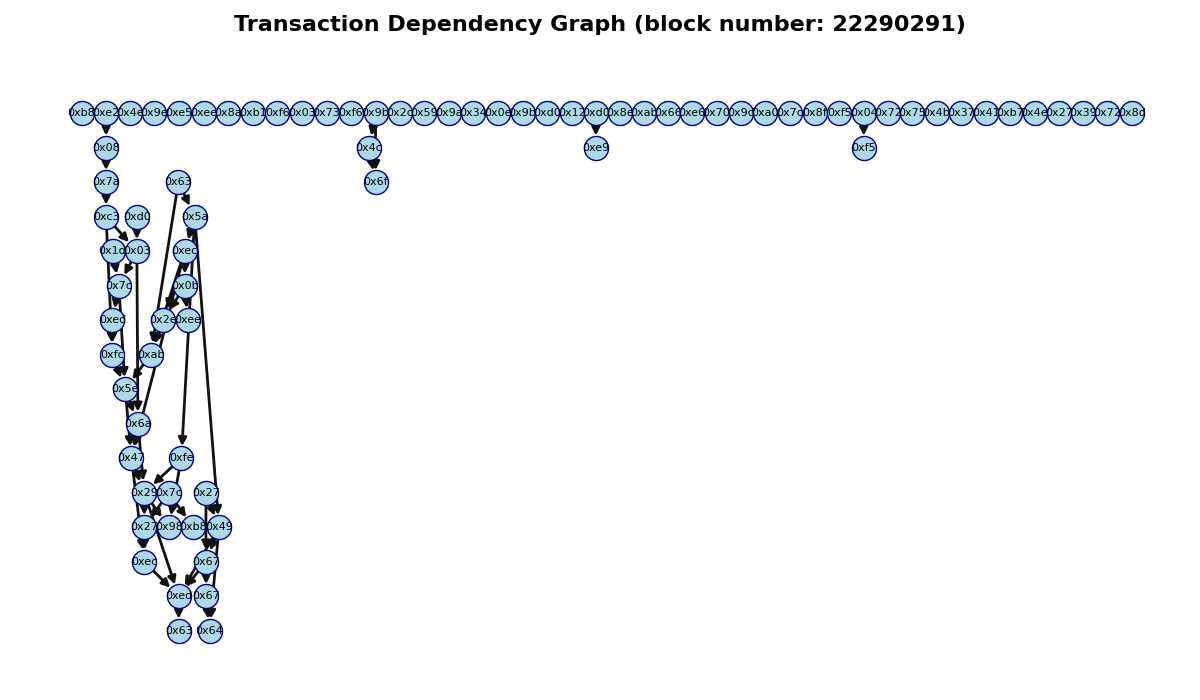 Transaction Dependency Graph (block number: 22290291)
0xb8 0xe2 0x4e 0x9e 0xe5 0xee 0x8a 0xb1 0xf6 0x03 0x73 0xf6 0x9b 0x2c 0x59 0x9a 0x34 0x0e 0x9b 0xd0 0x12 0xd0 0x8e 0xab 0x66 0xe6 0x70 0x9d 0xa0 0x7c 0x8f 0xf5 0x04 0x72 0x75 0x4b 0x37 0x41 0xb7 0x4e 0x27 0x39 0x72 0x8d
0x08 0x4c 0xe9 0xf5
0x7a 0x63 0x6f
0xc3 0xd0 0x5a
0x1d 0x03 0xec
0x7c 0x0b
0xed 0x2e 0xee
0xfc 0xab
0x5e
0x6a
0x47 0xfe
0x29 0x7c 0x27
0x27 0x98 0xb8 0x49
0xec 0x67
0xed 0x67
0x63 0x64